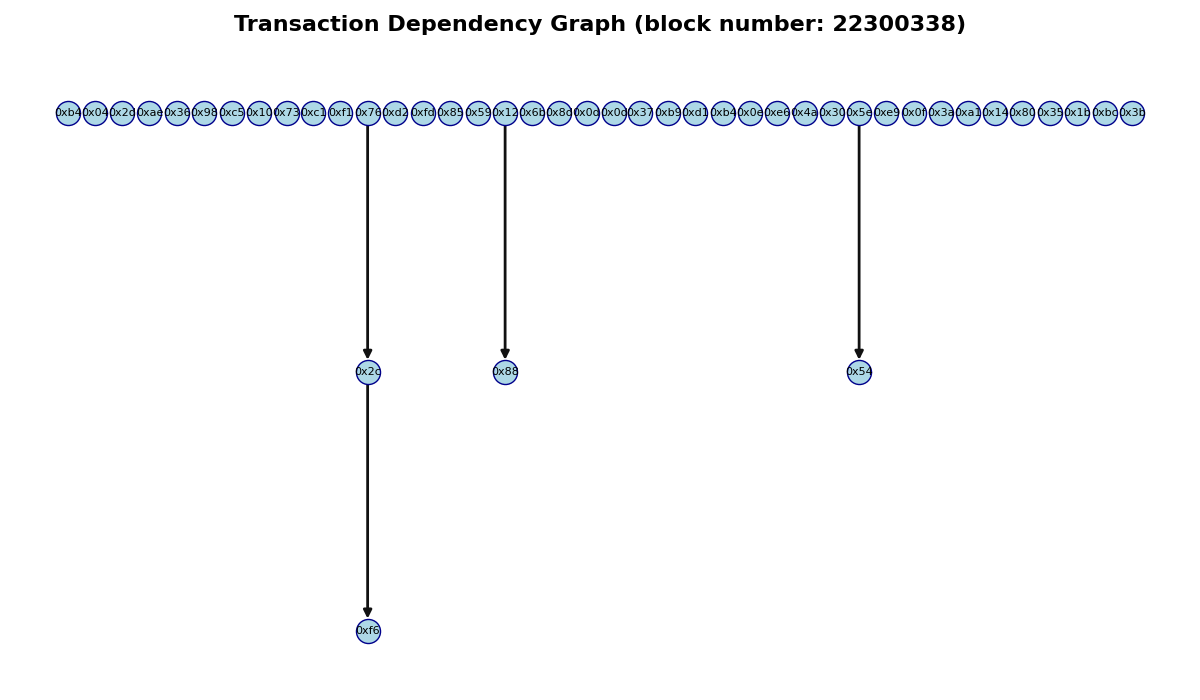 Transaction Dependency Graph (block number: 22300338)
0xb4 0x04 0x2d 0xae 0x36 0x98 0xc5 0x10 0x73 0xc1 0xf1 0x76 0xd2 0xfd 0x85 0x59 0x12 0x6b 0x8d 0x0d 0x0d 0x37 0xb9 0xd1 0xb4 0x0e 0xe6 0x4a 0x30 0x5e 0xe9 0x0f 0x3a 0xa1 0x14 0x80 0x35 0x1b 0xbc 0x3b
0x2c 0x88 0x54
0xf6